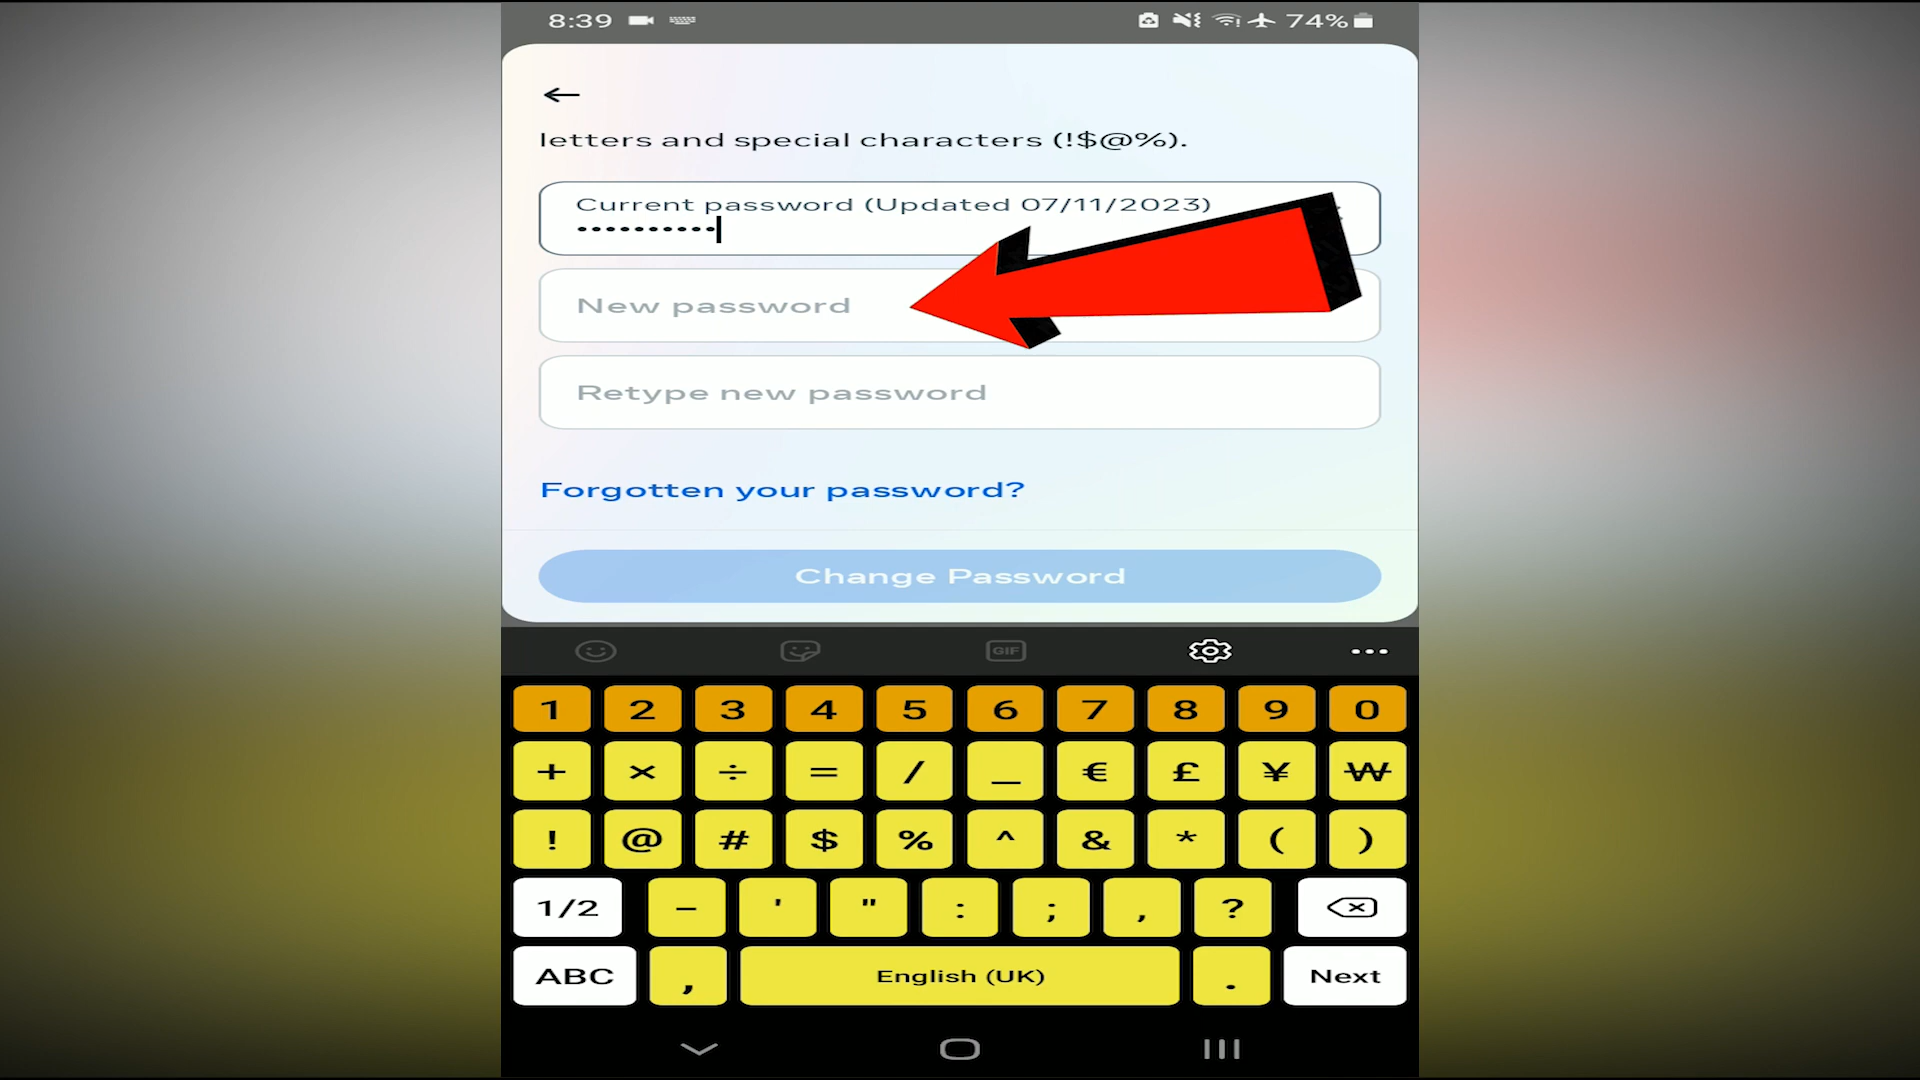 8:39 74%
letters and special characters (!$@%).
Current password (Updated 07/11/2023)
••••••••••
New password
Retype new password
Forgotten your password?
Change Password
GIF
1 2 3 4 5 6 7 8 9 0
+ × ÷ = / _ € £ ¥ ₩
! @ # $ % ^ & * ( )
1/2 - ' " : ; , ?
ABC , English (UK) . Next